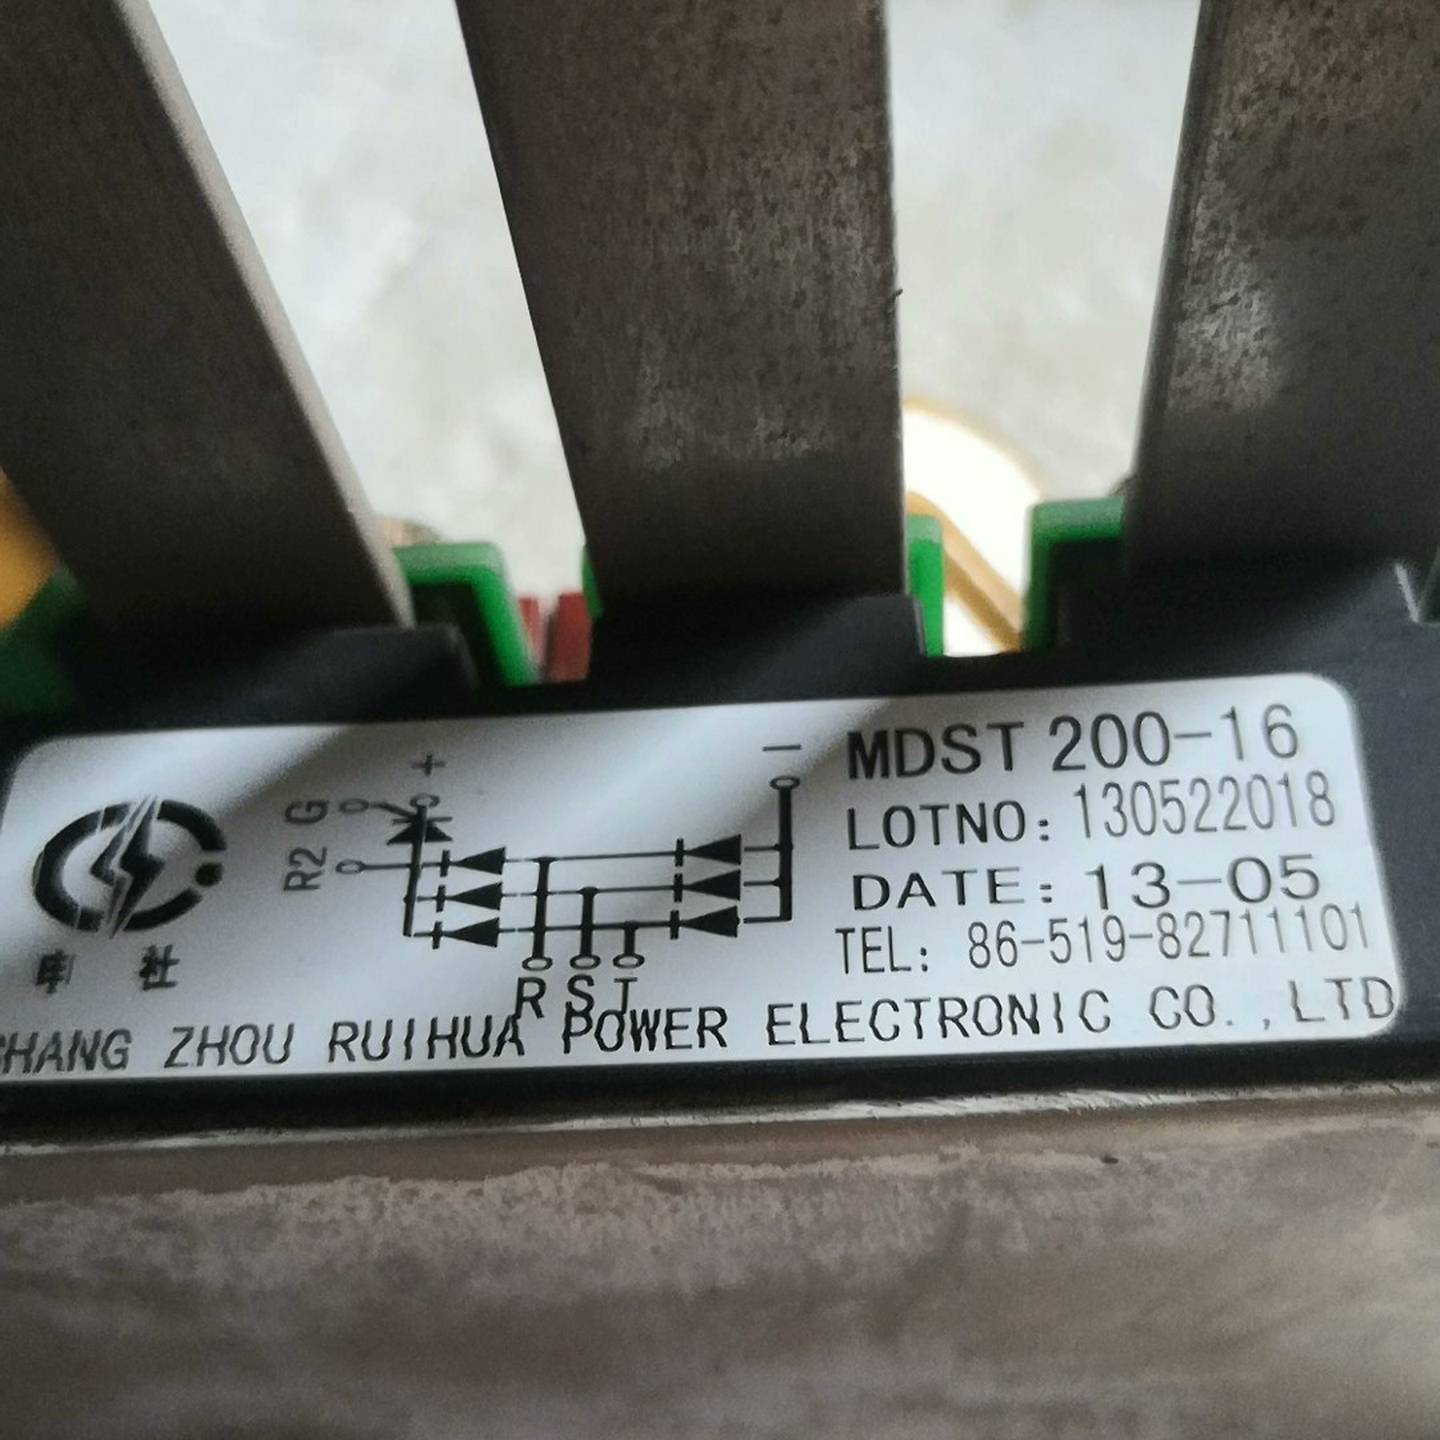 MDST 200-16
LOTNO: 130522018
DATE: 13-05
TEL: 86-519-82711101
HANG ZHOU RUIHUA POWER ELECTRONIC CO., LTD
G
R2
+
−
R S T
社